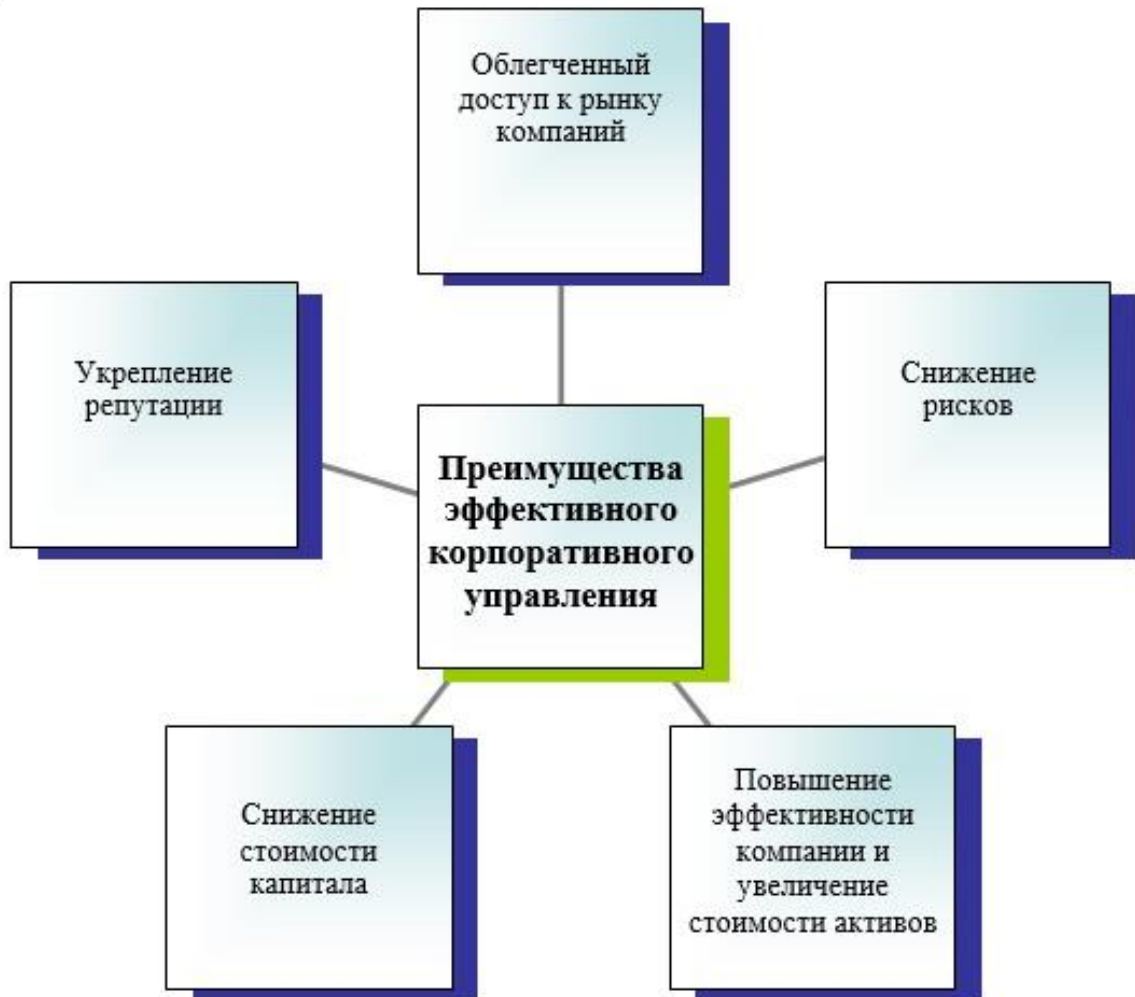 Облегченный
доступ к рынку
компаний
Укрепление
репутации
Снижение
рисков
Преимущества
эффективного
корпоративного
управления
Снижение
стоимости
капитала
Повышение
эффективности
компании и
увеличение
стоимости активов